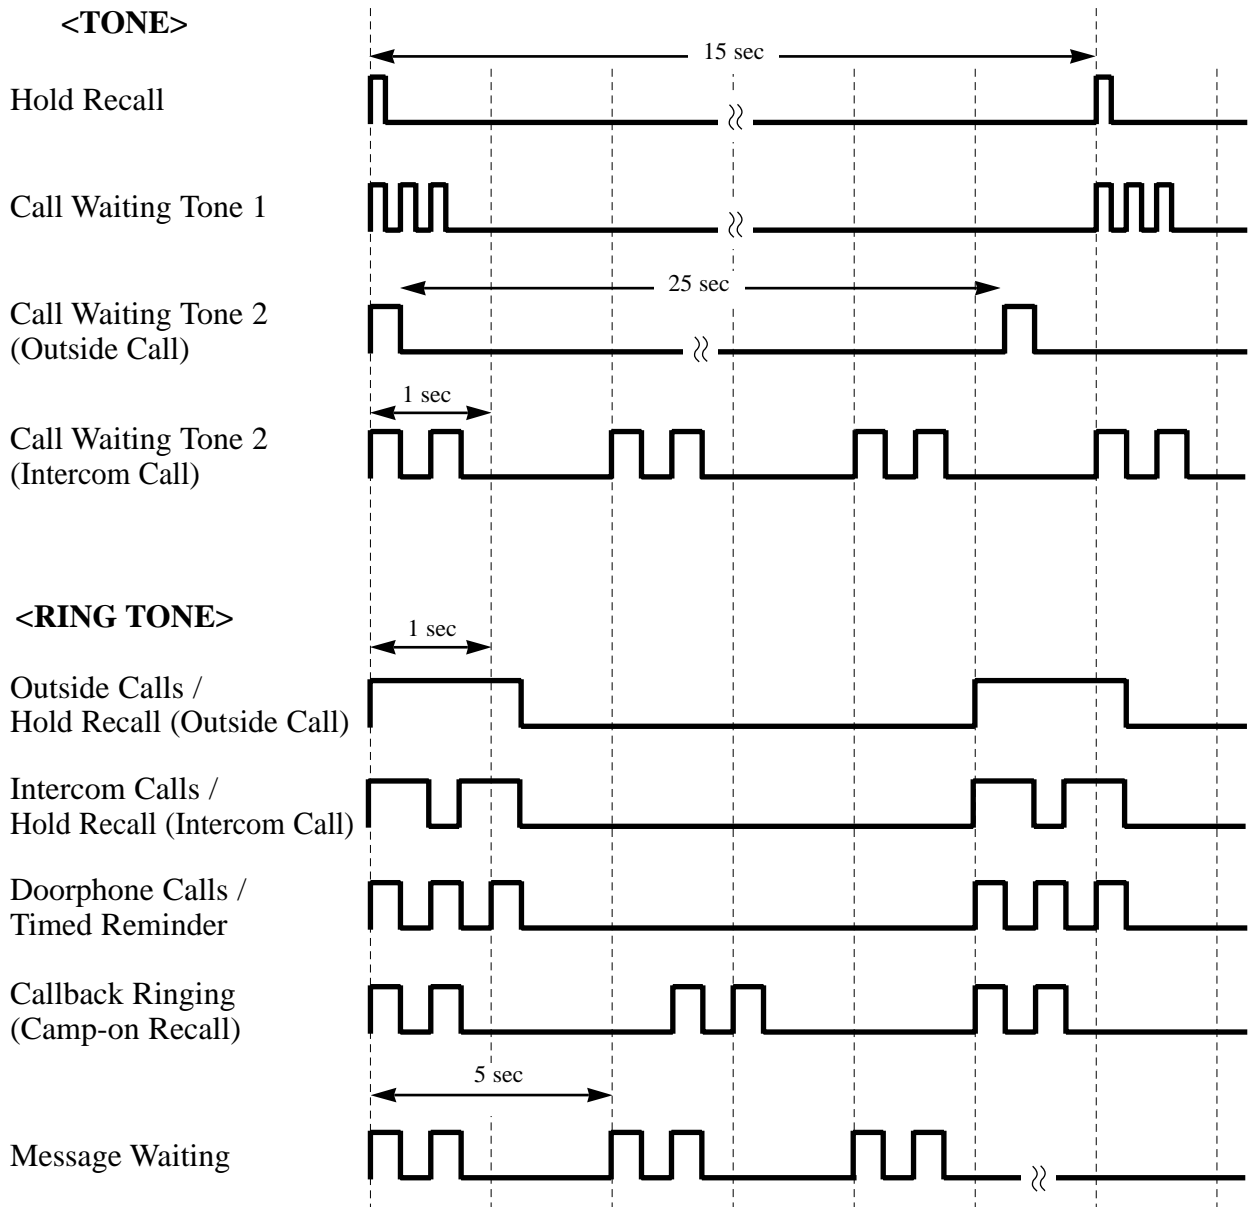 <TONE>
15 sec
Hold Recall
Call Waiting Tone 1
25 sec
Call Waiting Tone 2
(Outside Call)
1 sec
Call Waiting Tone 2
(Intercom Call)
<RING TONE>
1 sec
Outside Calls /
Hold Recall (Outside Call)
Intercom Calls /
Hold Recall (Intercom Call)
Doorphone Calls /
Timed Reminder
Callback Ringing
(Camp-on Recall)
5 sec
Message Waiting